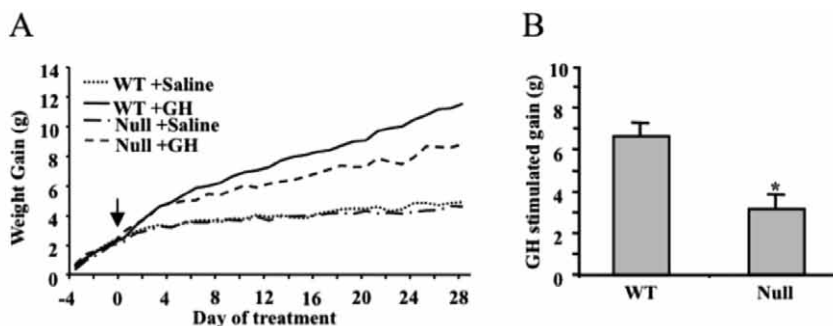 A
Weight Gain (g)
14
12
10
8
6
4
2
0
WT +Saline
WT +GH
Null +Saline
Null +GH
-4 0 4 8 12 16 20 24 28
Day of treatment
B
GH stimulated gain (g)
10
8
6
4
2
0
*
WT Null